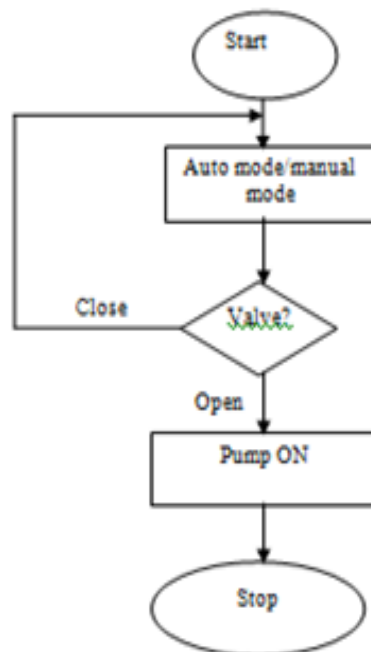 Start
Auto mode/manual
mode
Valve?
Close
Open
Pump ON
Stop